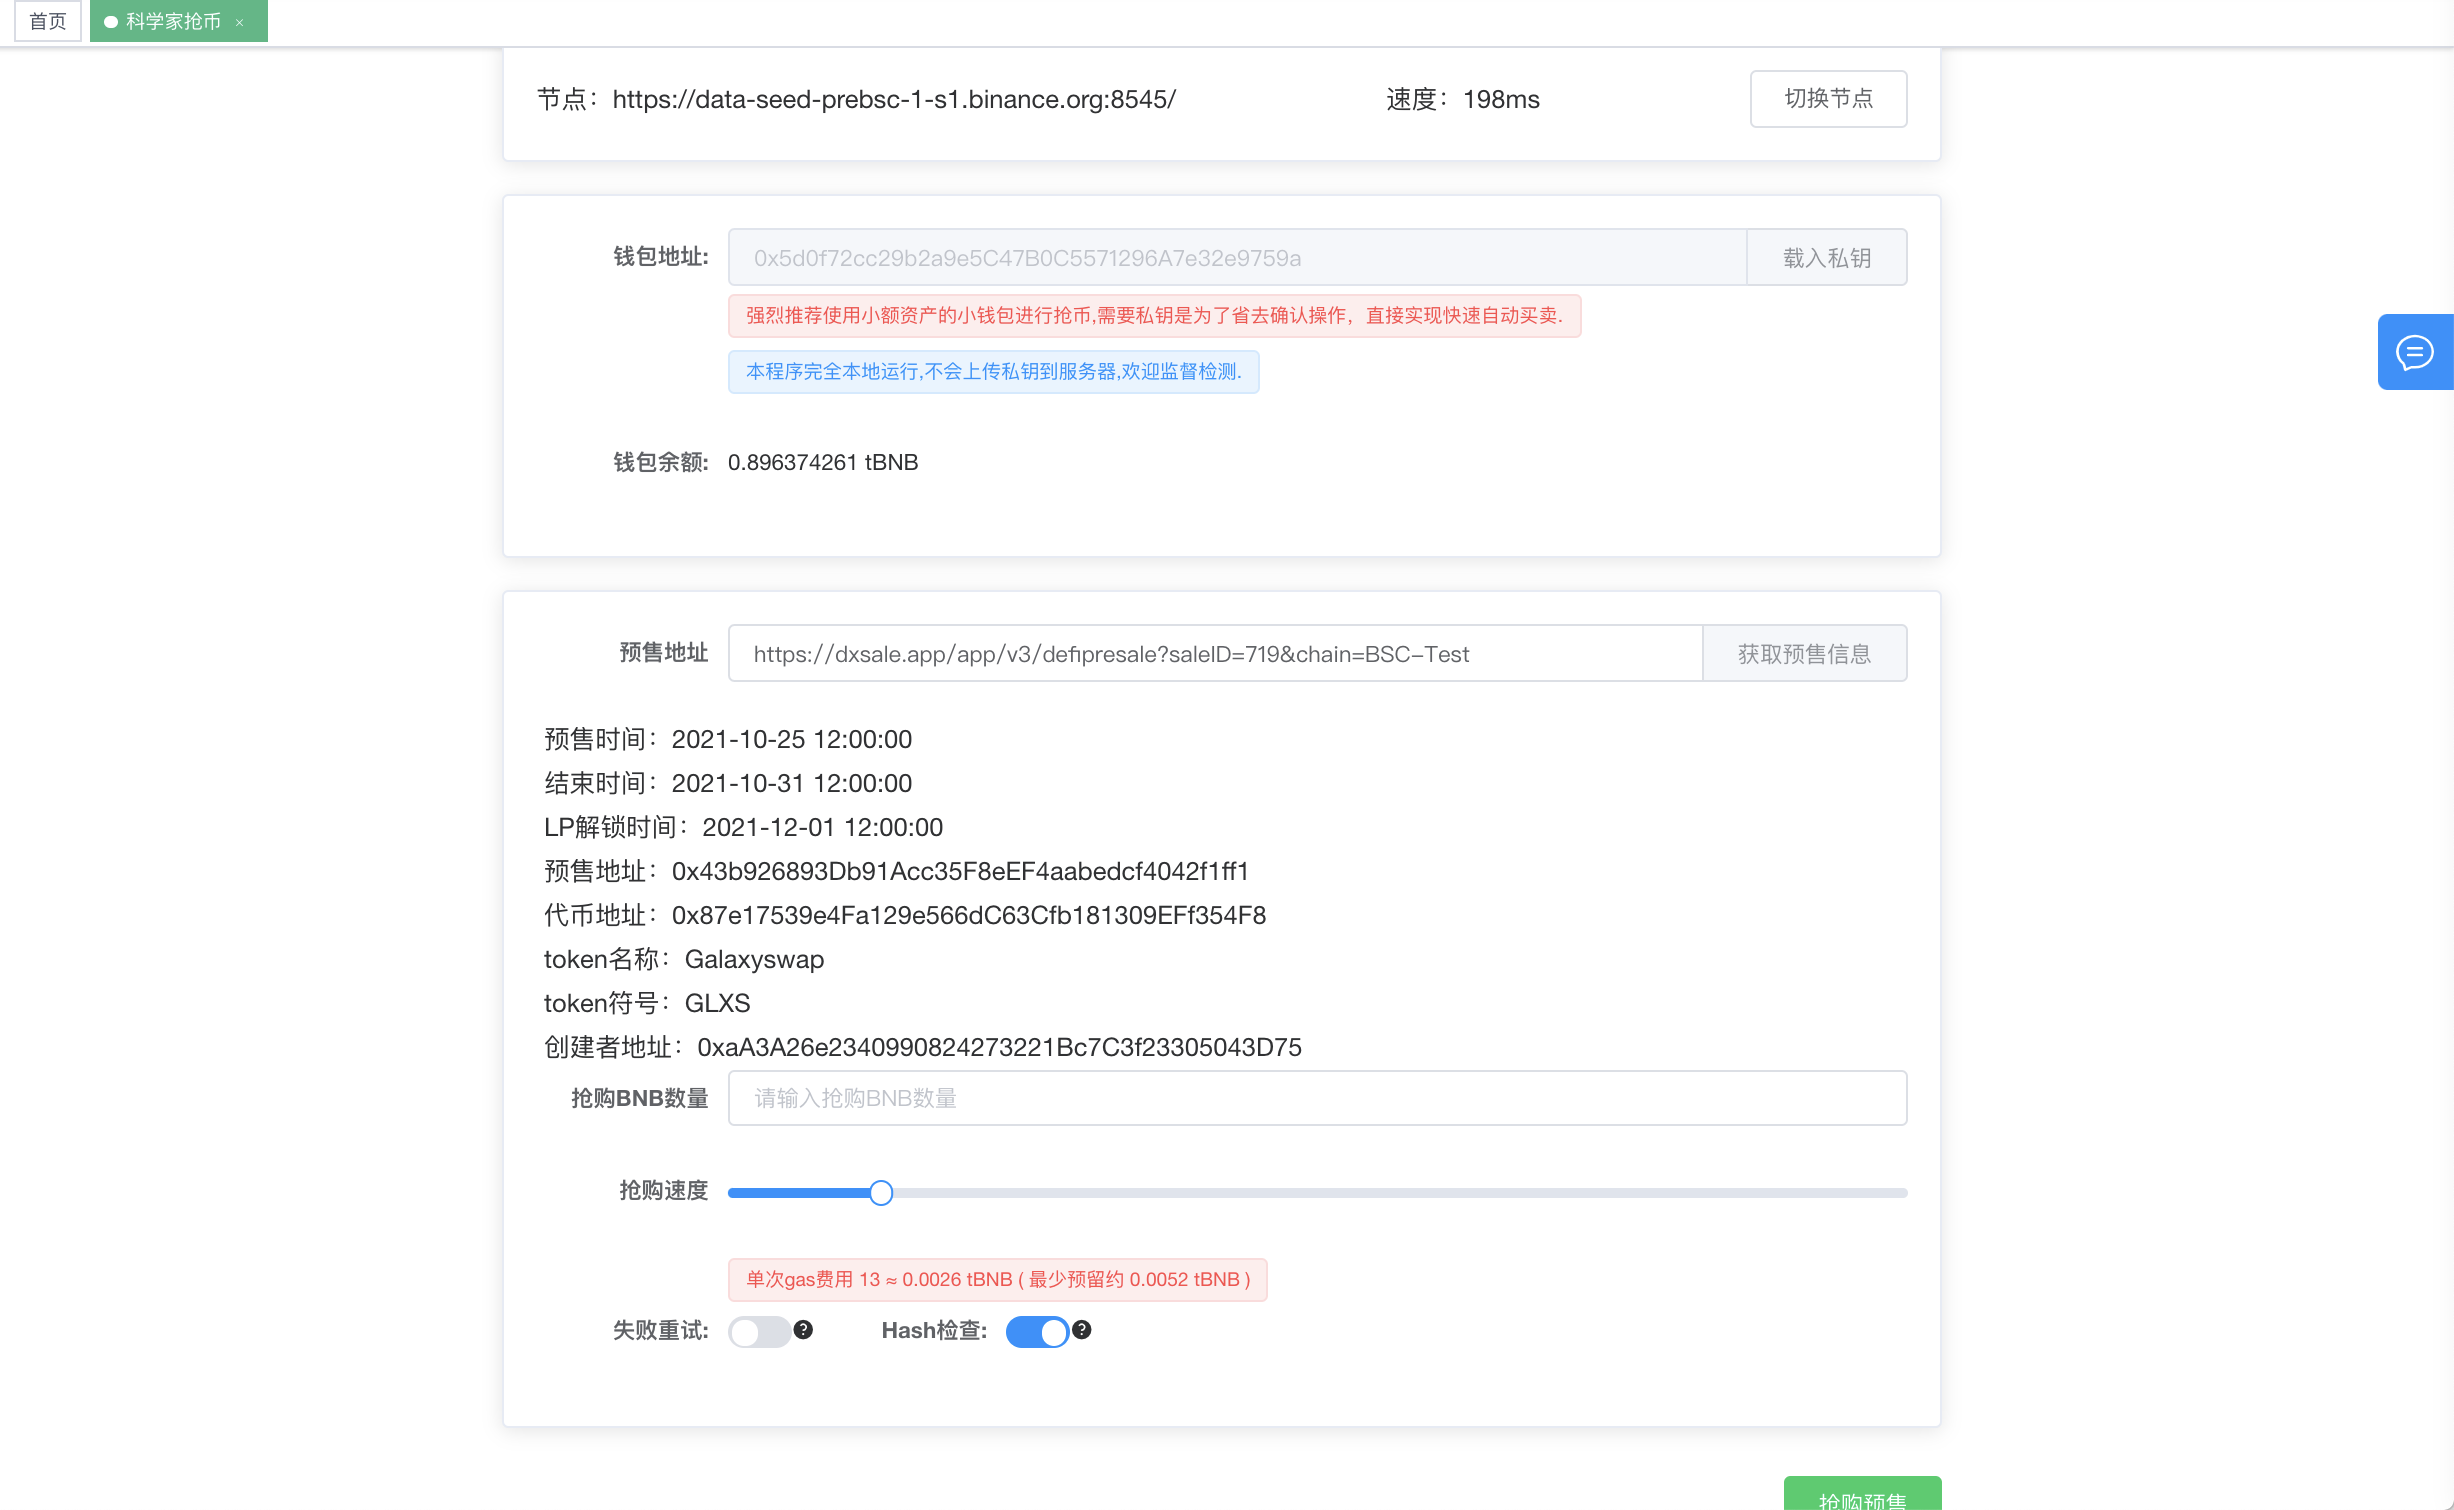 首页
科学家抢币 ×
节点：https://data-seed-prebsc-1-s1.binance.org:8545/ 速度：198ms 切换节点
钱包地址: 0x5d0f72cc29b2a9e5C47B0C5571296A7e32e9759a 载入私钥
强烈推荐使用小额资产的小钱包进行抢币,需要私钥是为了省去确认操作，直接实现快速自动买卖.
本程序完全本地运行,不会上传私钥到服务器,欢迎监督检测.
钱包余额: 0.896374261 tBNB
预售地址 https://dxsale.app/app/v3/defipresale?saleID=719&chain=BSC-Test 获取预售信息
预售时间：2021-10-25 12:00:00
结束时间：2021-10-31 12:00:00
LP解锁时间：2021-12-01 12:00:00
预售地址：0x43b926893Db91Acc35F8eEF4aabedcf4042f1ff1
代币地址：0x87e17539e4Fa129e566dC63Cfb181309EFf354F8
token名称：Galaxyswap
token符号：GLXS
创建者地址：0xaA3A26e2340990824273221Bc7C3f23305043D75
抢购BNB数量 请输入抢购BNB数量
抢购速度
单次gas费用 13 ≈ 0.0026 tBNB ( 最少预留约 0.0052 tBNB )
失败重试: ? Hash检查: ?
抢购预售